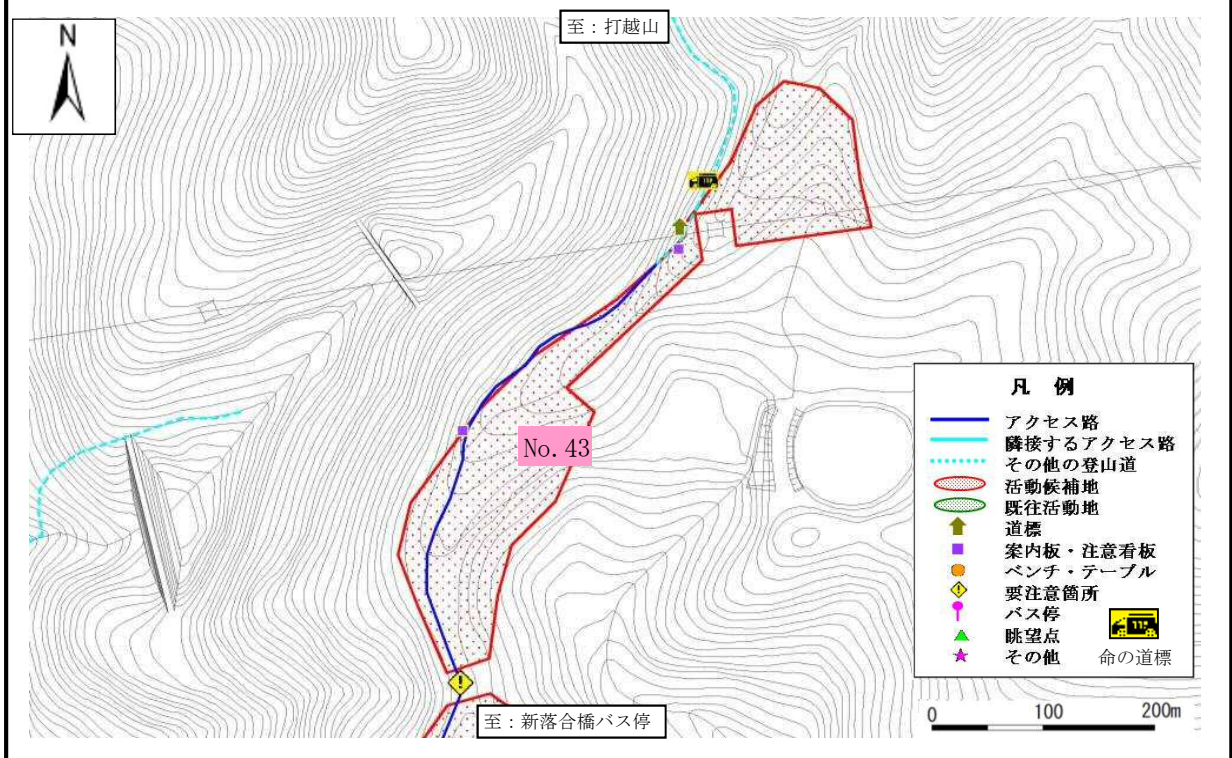 N
至：打越山
No. 43
凡 例
アクセス路
隣接するアクセス路
その他の登山道
活動候補地
既往活動地
道標
案内板・注意看板
ベンチ・テーブル
要注意箇所
バス停
眺望点
その他
命の道標
至：新落合橋バス停
0 100 200m